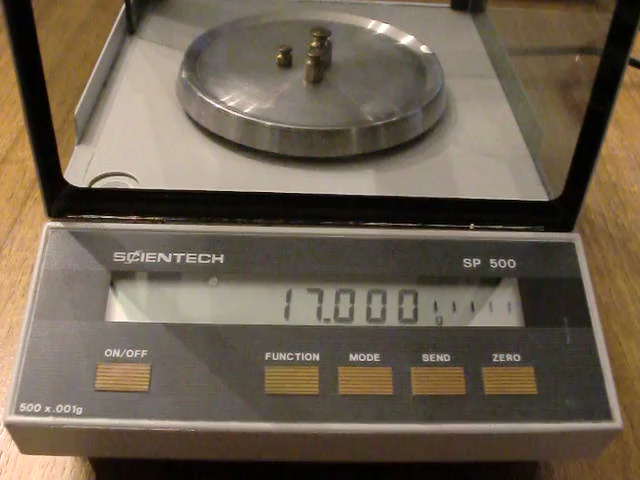 SCIENTECH
SP 500
17.000 g
ON/OFF
FUNCTION
MODE
SEND
ZERO
500 x .001g